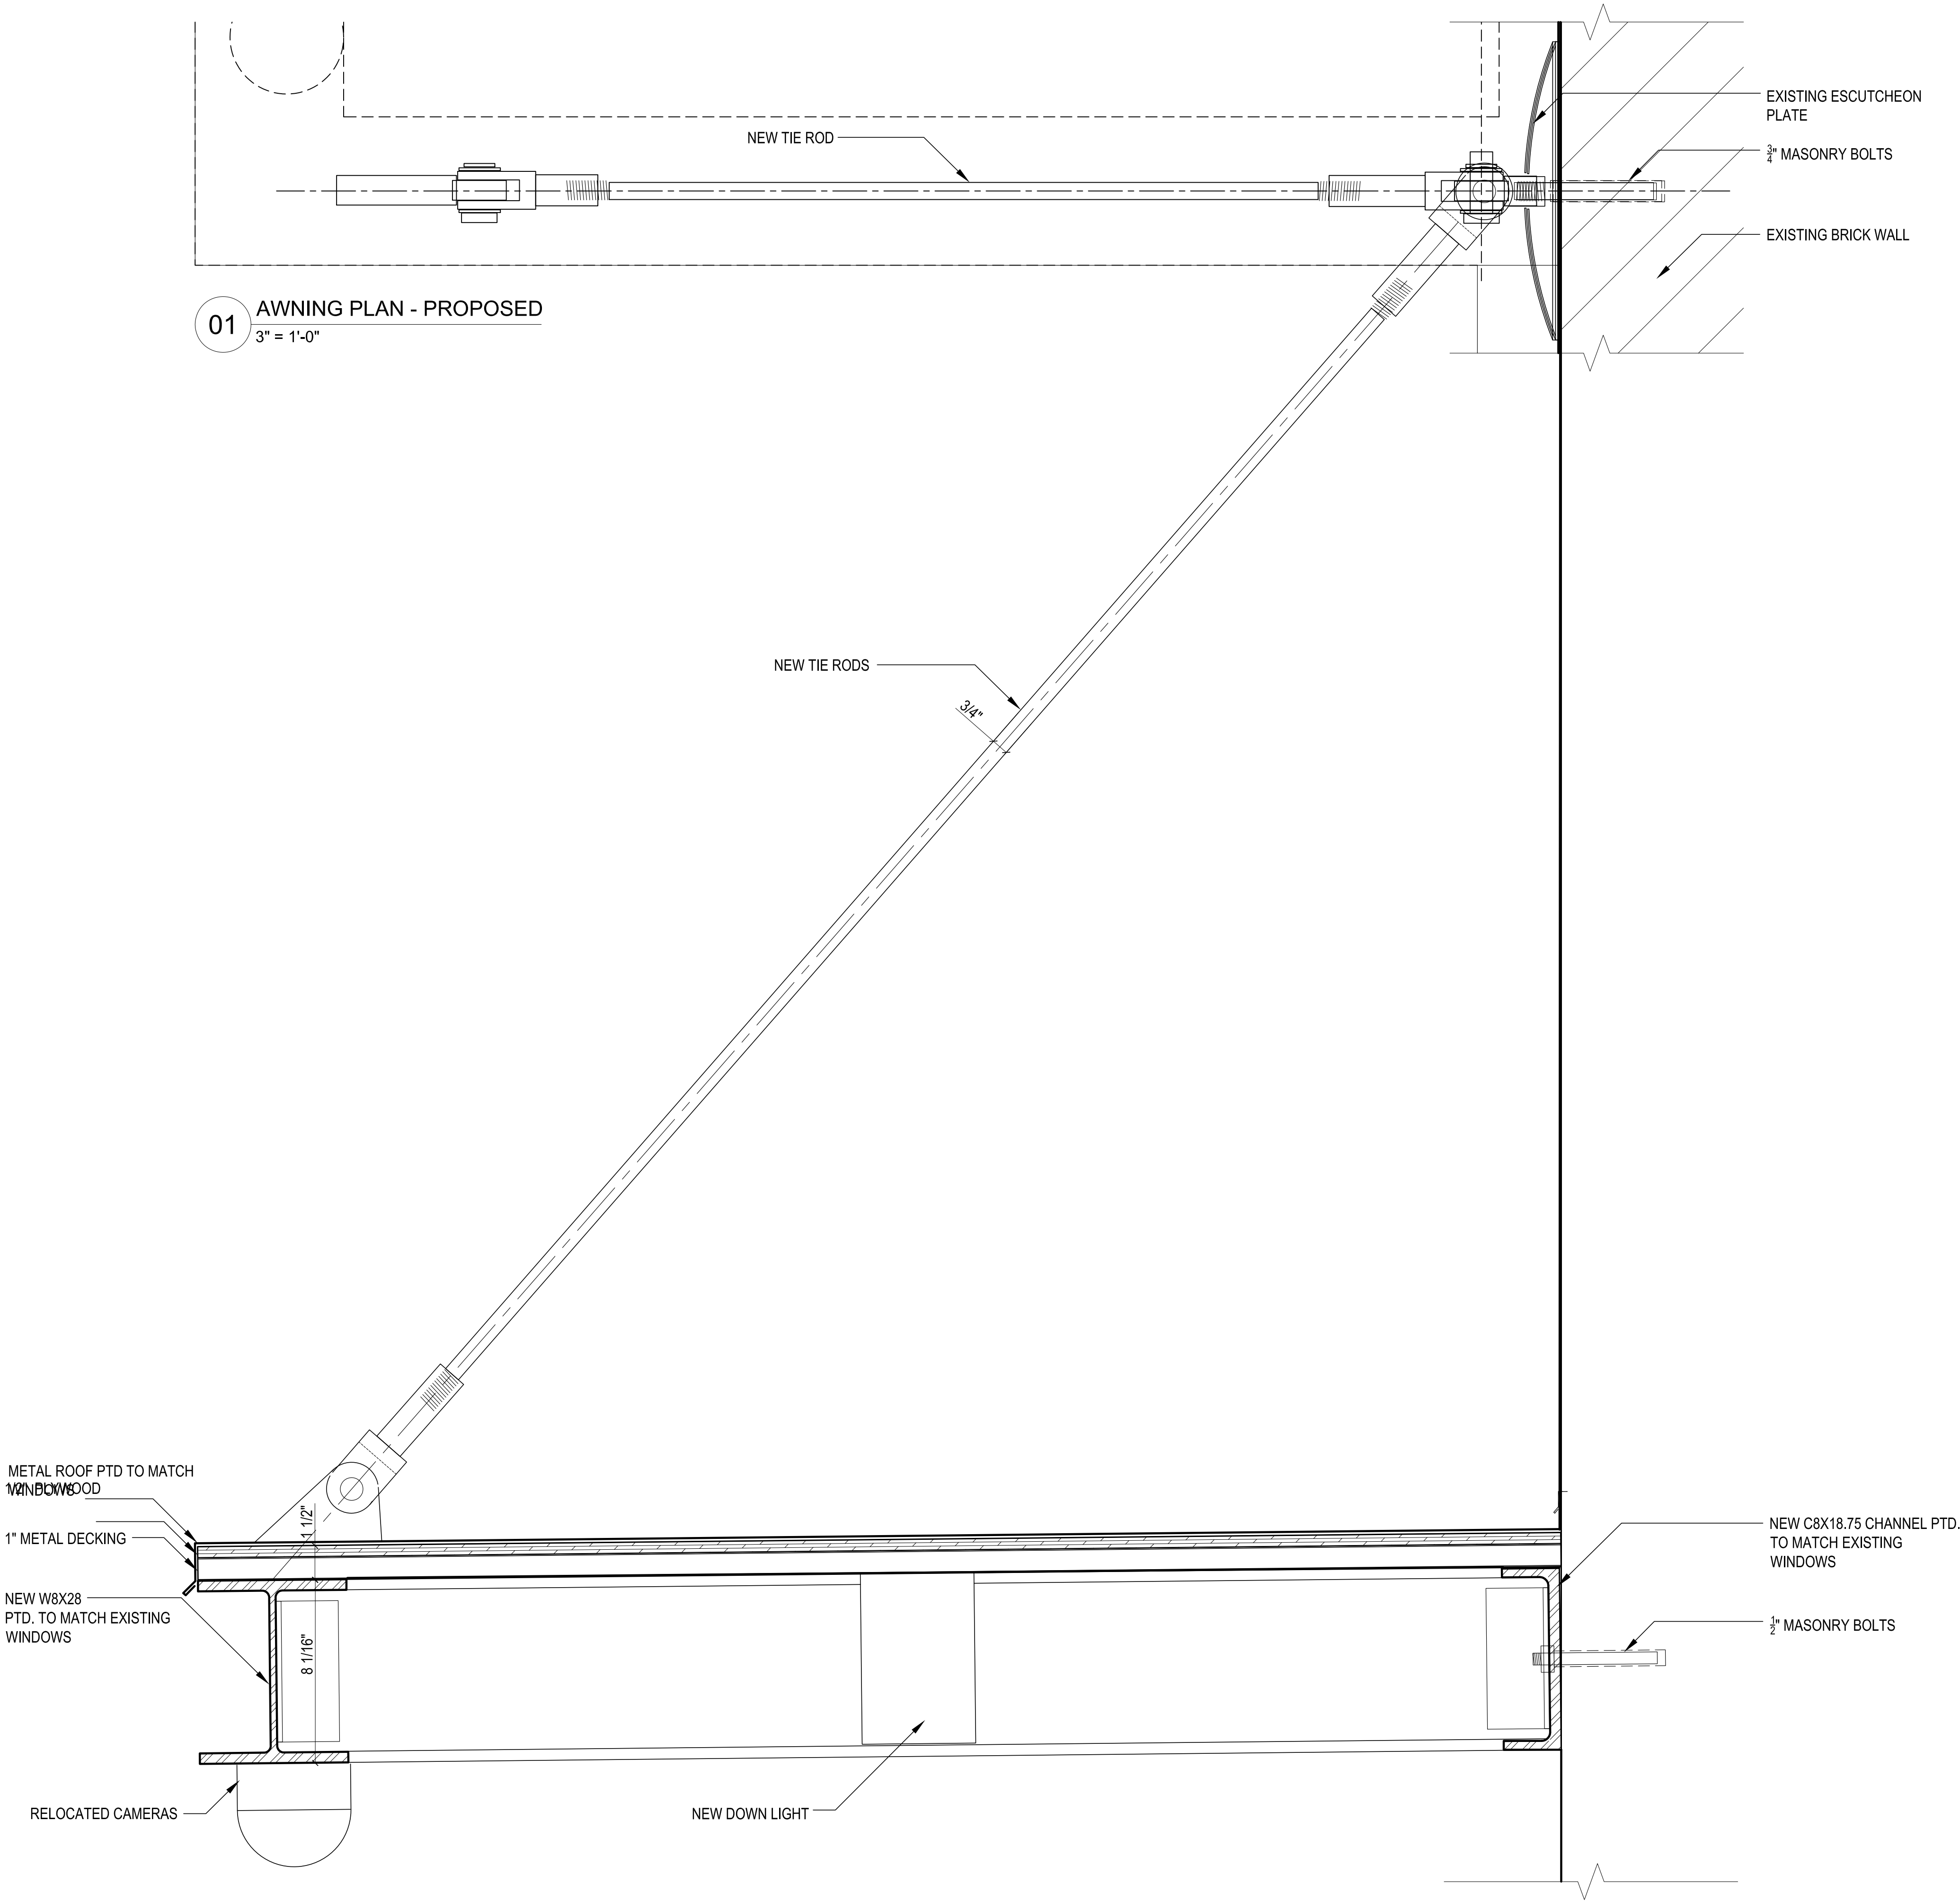 EXISTING ESCUTCHEON
PLATE
NEW TIE ROD
3/4" MASONRY BOLTS
EXISTING BRICK WALL
01
AWNING PLAN - PROPOSED
3" = 1'-0"
NEW TIE RODS
3/4"
METAL ROOF PTD TO MATCH
WINDOWS
1/2" PLYWOOD
1" METAL DECKING
1 1/2"
NEW C8X18.75 CHANNEL PTD.
TO MATCH EXISTING
WINDOWS
NEW W8X28
PTD. TO MATCH EXISTING
WINDOWS
8 1/16"
1/2" MASONRY BOLTS
RELOCATED CAMERAS
NEW DOWN LIGHT